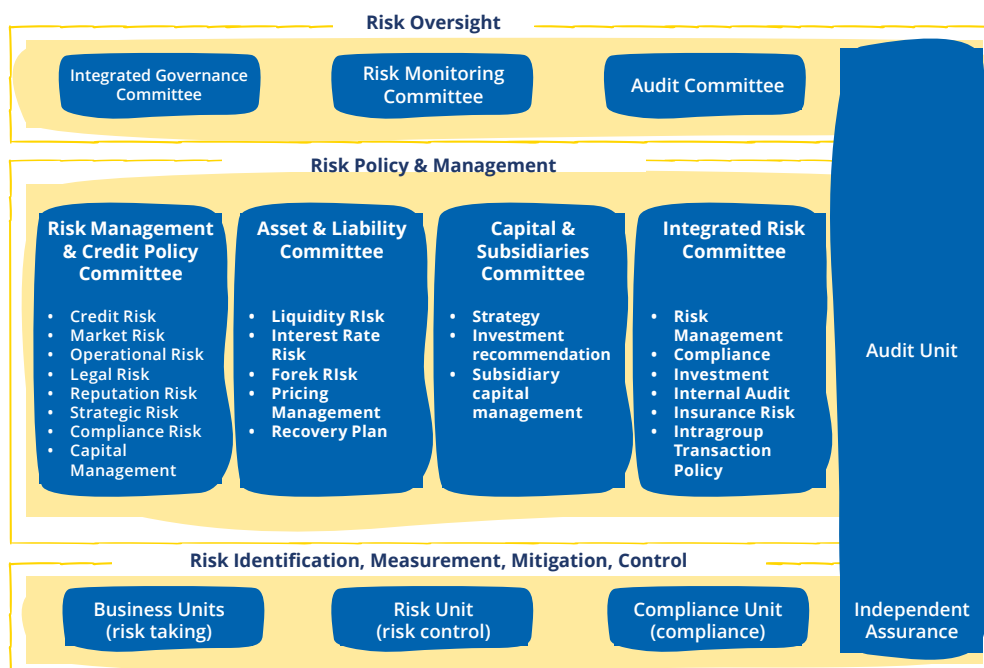 Risk Oversight
Integrated Governance
Committee
Risk Monitoring
Committee
Audit Committee
Risk Policy & Management
Risk Management
& Credit Policy
Committee
• Credit Risk
• Market Risk
• Operational Risk
• Legal Risk
• Reputation Risk
• Strategic Risk
• Compliance Risk
• Capital
Management
Asset & Liability
Committee
• Liquidity RIsk
• Interest Rate
Risk
• Forek RIsk
• Pricing
Management
• Recovery Plan
Capital &
Subsidiaries
Committee
• Strategy
• Investment
recommendation
• Subsidiary
capital
management
Integrated Risk
Committee
• Risk
Management
• Compliance
• Investment
• Internal Audit
• Insurance Risk
• Intragroup
Transaction
Policy
Audit Unit
Risk Identification, Measurement, Mitigation, Control
Business Units
(risk taking)
Risk Unit
(risk control)
Compliance Unit
(compliance)
Independent
Assurance